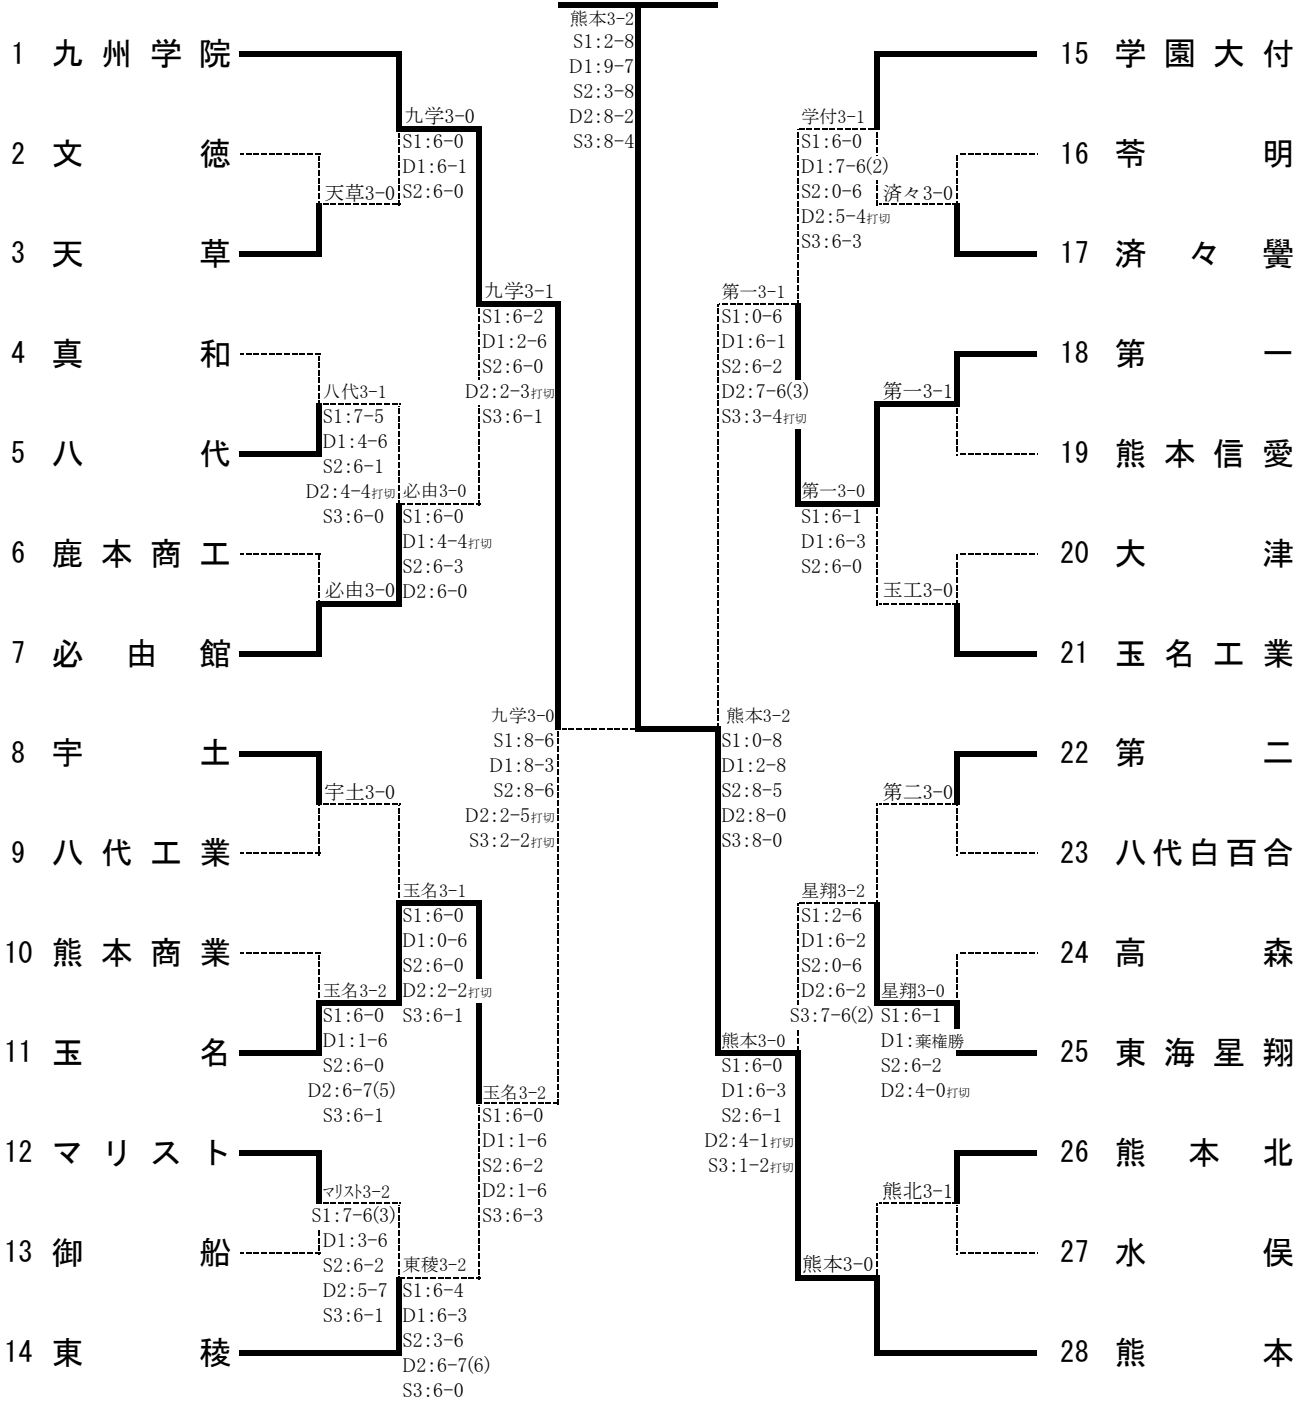 熊本3-2
S1:2-8
D1:9-7
S2:3-8
D2:8-2
S3:8-4
1 九州学院
2 文徳
3 天草
4 真和
5 八代
6 鹿本商工
7 必由館
8 宇土
9 八代工業
10 熊本商業
11 玉名
12 マリスト
13 御船
14 東稜
天草3-0
九学3-0
S1:6-0
D1:6-1
S2:6-0
八代3-1
S1:7-5
D1:4-6
S2:6-1
D2:4-4打切
S3:6-0
必由3-0
必由3-0
S1:6-0
D1:4-4打切
S2:6-3
D2:6-0
九学3-1
S1:6-2
D1:2-6
S2:6-0
D2:2-3打切
S3:6-1
宇土3-0
玉名3-2
S1:6-0
D1:1-6
S2:6-0
D2:6-7(5)
S3:6-1
玉名3-1
S1:6-0
D1:0-6
S2:6-0
D2:2-2打切
S3:6-1
マリスト3-2
S1:7-6(3)
D1:3-6
S2:6-2
D2:5-7
S3:6-1
東稜3-2
S1:6-4
D1:6-3
S2:3-6
D2:6-7(6)
S3:6-0
玉名3-2
S1:6-0
D1:1-6
S2:6-2
D2:1-6
S3:6-3
九学3-0
S1:8-6
D1:8-3
S2:8-6
D2:2-5打切
S3:2-2打切
15 学園大付
16 苓明
17 済々黌
18 第一
19 熊本信愛
20 大津
21 玉名工業
22 第二
23 八代白百合
24 高森
25 東海星翔
26 熊本北
27 水俣
28 熊本
学付3-1
S1:6-0
D1:7-6(2)
S2:0-6
D2:5-4打切
S3:6-3
済々3-0
第一3-1
S1:0-6
D1:6-1
S2:6-2
D2:7-6(3)
S3:3-4打切
第一3-1
第一3-0
S1:6-1
D1:6-3
S2:6-0
玉工3-0
熊本3-2
S1:0-8
D1:2-8
S2:8-5
D2:8-0
S3:8-0
第二3-0
星翔3-2
S1:2-6
D1:6-2
S2:0-6
D2:6-2
S3:7-6(2)
星翔3-0
S1:6-1
D1:棄権勝
S2:6-2
D2:4-0打切
熊本3-0
S1:6-0
D1:6-3
S2:6-1
D2:4-1打切
S3:1-2打切
熊北3-1
熊本3-0